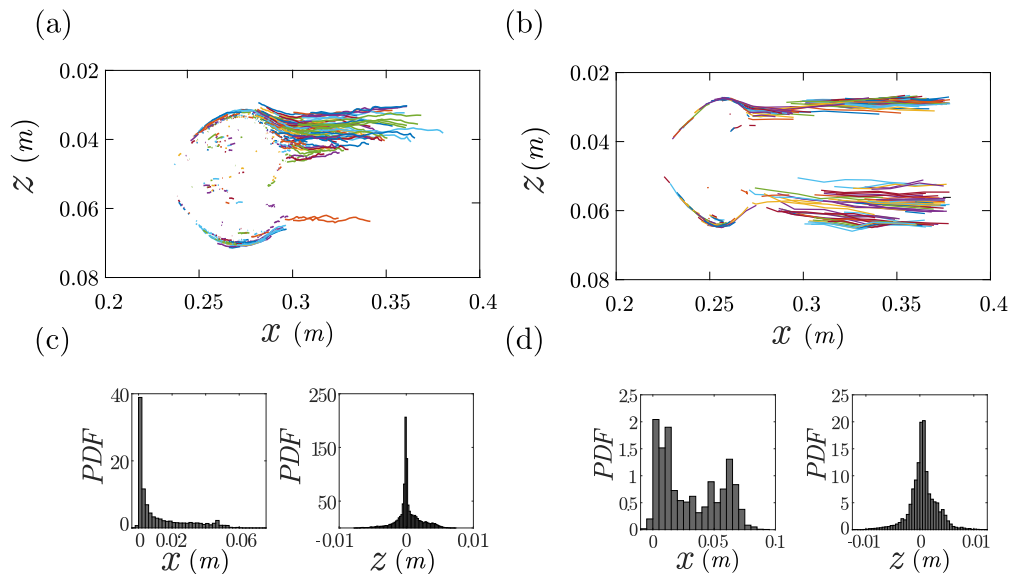 (a)
0.02
0.04
0.06
0.08
z (m)
0.2 0.25 0.3 0.35 0.4
x (m)
(b)
0.02
0.04
0.06
0.08
z (m)
0.2 0.25 0.3 0.35 0.4
x (m)
(c)
40
20
0
PDF
0 0.02 0.06
x (m)
250
150
50
0
PDF
-0.01 0 0.01
z (m)
(d)
2.5
2
1.5
1
0.5
0
PDF
0 0.05 0.1
x (m)
25
20
15
10
5
0
PDF
-0.01 0 0.01
z (m)